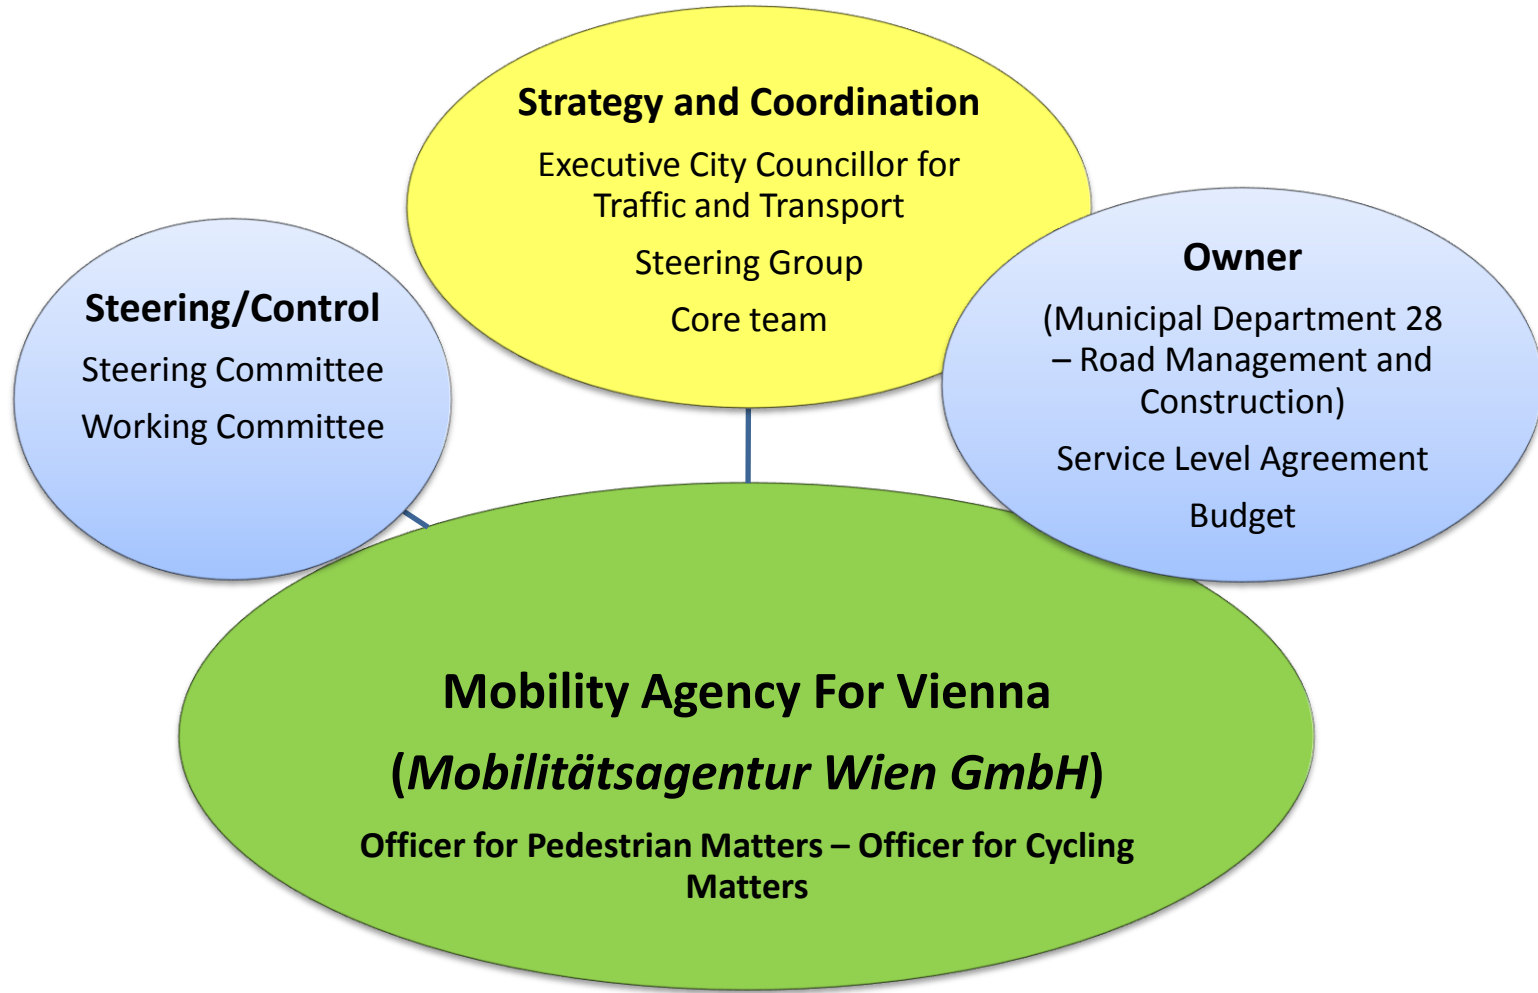 Strategy and Coordination
Executive City Councillor for
Traffic and Transport
Steering Group
Core team
Steering/Control
Steering Committee
Working Committee
Owner
(Municipal Department 28
– Road Management and
Construction)
Service Level Agreement
Budget
Mobility Agency For Vienna
(Mobilitätsagentur Wien GmbH)
Officer for Pedestrian Matters – Officer for Cycling
Matters